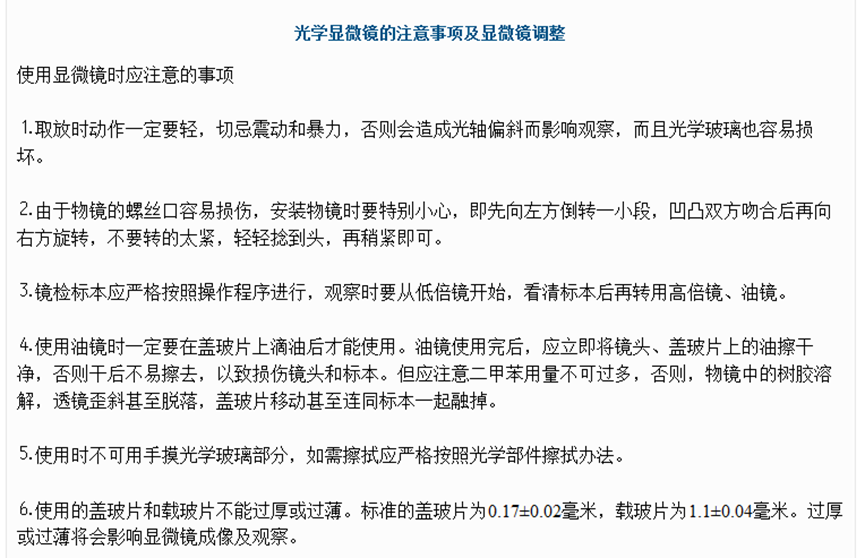 光学显微镜的注意事项及显微镜调整
使用显微镜时应注意的事项
1.取放时动作一定要轻，切忌震动和暴力，否则会造成光轴偏斜而影响观察，而且光学玻璃也容易损
坏。
2.由于物镜的螺丝口容易损伤，安装物镜时要特别小心，即先向左方倒转一小段，凹凸双方吻合后再向
右方旋转，不要转的太紧，轻轻捻到头，再稍紧即可。
3.镜检标本应严格按照操作程序进行，观察时要从低倍镜开始，看清标本后再转用高倍镜、油镜。
4.使用油镜时一定要在盖玻片上滴油后才能使用。油镜使用完后，应立即将镜头、盖玻片上的油擦干
净，否则干后不易擦去，以致损伤镜头和标本。但应注意二甲苯用量不可过多，否则，物镜中的树胶溶
解，透镜歪斜甚至脱落，盖玻片移动甚至连同标本一起融掉。
5.使用时不可用手摸光学玻璃部分，如需擦拭应严格按照光学部件擦拭办法。
6.使用的盖玻片和载玻片不能过厚或过薄。标准的盖玻片为0.17±0.02毫米，载玻片为1.1±0.04毫米。过厚
或过薄将会影响显微镜成像及观察。